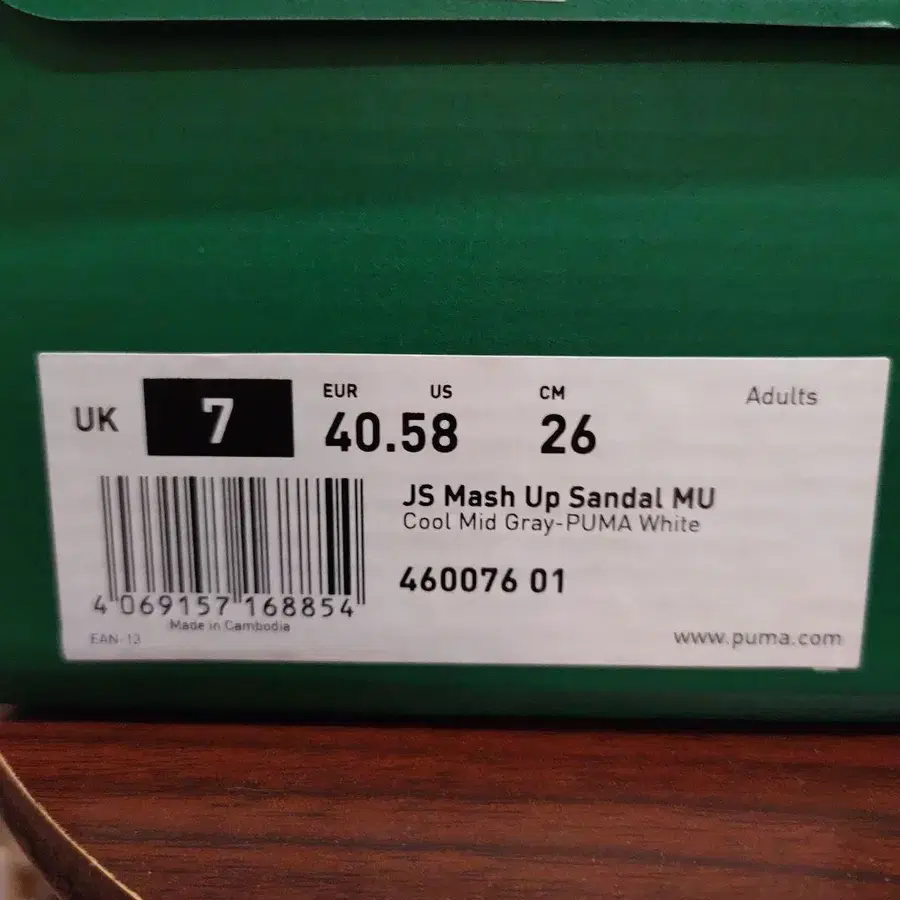 UK 7
EUR US CM
40.58 26
Adults
JS Mash Up Sandal MU
Cool Mid Gray-PUMA White
460076 01
4 069157 168854
Made in Cambodia
EAN-13
www.puma.com